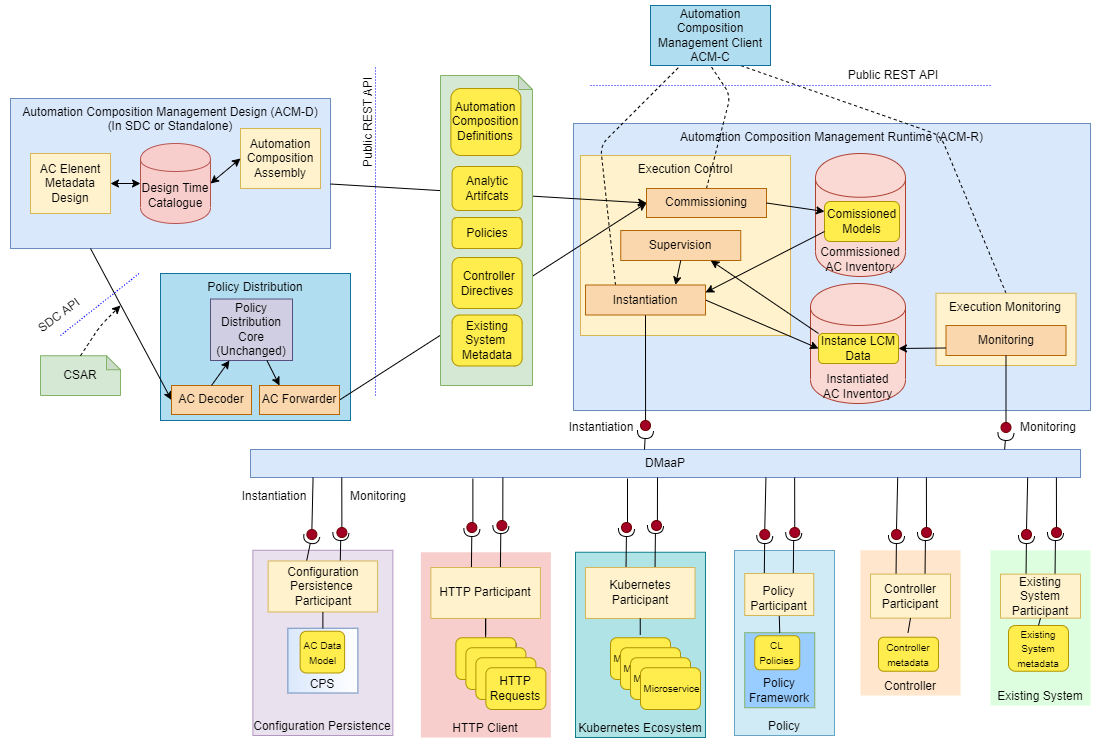 Automation
Composition
Management Client
ACM-C
Public REST API
Public REST API
Automation Composition Management Design (ACM-D)
(In SDC or Standalone)
AC Elenent
Metadata
Design
Design Time
Catalogue
Automation
Composition
Assembly
SDC API
CSAR
Policy Distribution
Policy
Distribution
Core
(Unchanged)
AC Decoder
AC Forwarder
Automation
Composition
Definitions
Analytic
Artifcats
Policies
Controller
Directives
Existing
System
Metadata
Automation Composition Management Runtime (ACM-R)
Execution Control
Commissioning
Supervision
Instantiation
Comissioned
Models
Commissioned
AC Inventory
Instance LCM
Data
Instantiated
AC Inventory
Execution Monitoring
Monitoring
Instantiation
Monitoring
DMaaP
Instantiation
Monitoring
Configuration
Persistence
Participant
AC Data
Model
CPS
Configuration Persistence
HTTP Participant
HTTP
Requests
HTTP Client
Kubernetes
Participant
M
M
M
Microservice
Kubernetes Ecosystem
Policy
Participant
CL
Policies
Policy
Framework
Policy
Controller
Participant
Controller
metadata
Controller
Existing
System
Participant
Existing
System
metadata
Existing System